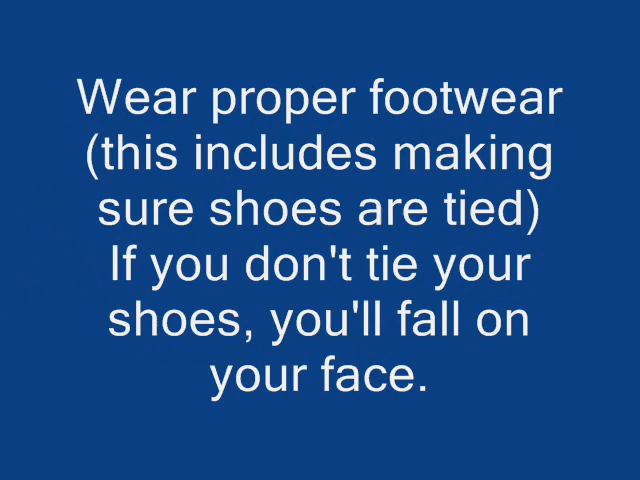 Wear proper footwear
(this includes making
sure shoes are tied)
If you don't tie your
shoes, you'll fall on
your face.